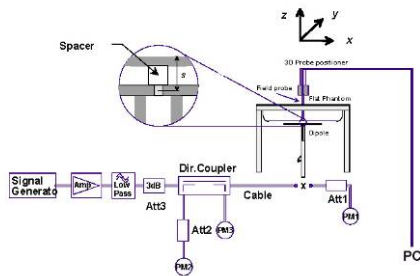 z
y
x
Spacer
s
3D Probe positioner
Field probe
Flat Phantom
Dipole
Signal
Generato
Amp.
Low
Pass
3dB
Att3
Dir.Coupler
Cable
x
Att1
PM1
Att2
PM3
PM2
PC